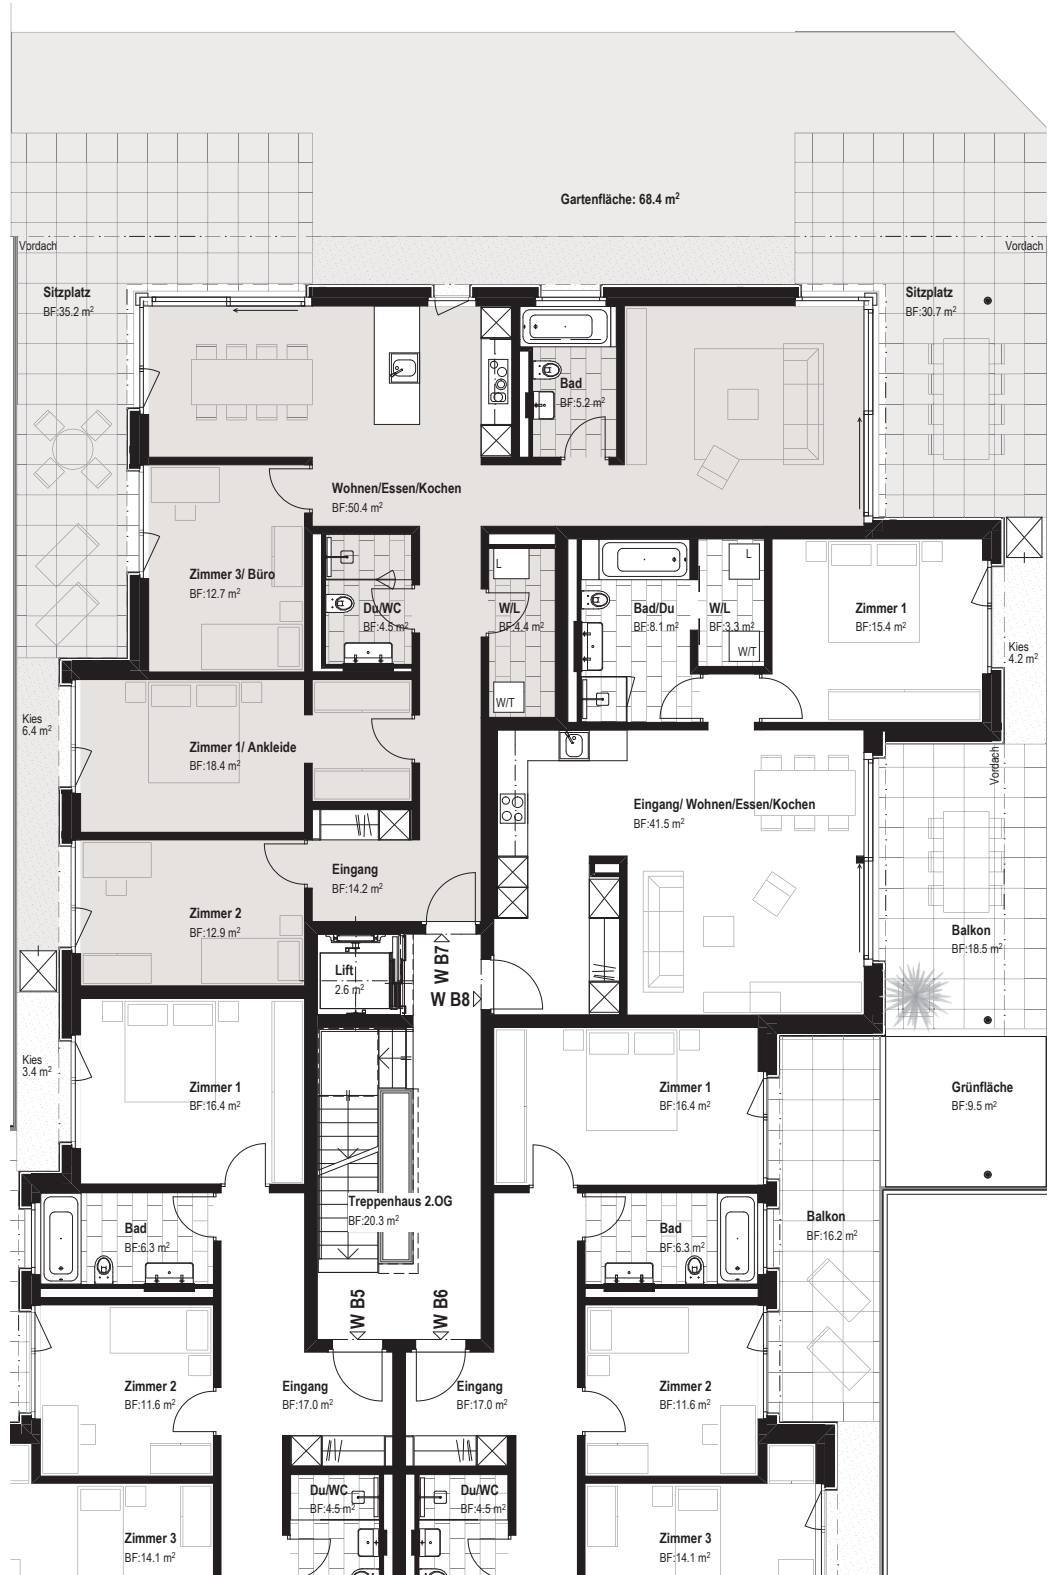 Gartenfläche: 68.4 m²
Vordach
Vordach
Sitzplatz
BF:35.2 m²
Sitzplatz
BF:30.7 m²
Bad
BF:5.2 m²
Wohnen/Essen/Kochen
BF:50.4 m²
Zimmer 3/ Büro
BF:12.7 m²
Du/WC
BF:4.5 m²
L
W/L
BF:4.4 m²
W/T
Bad/Du
BF:8.1 m²
L
W/L
BF:3.3 m²
W/T
Zimmer 1
BF:15.4 m²
Kies
4.2 m²
Kies
6.4 m²
Zimmer 1/ Ankleide
BF:18.4 m²
Vordach
Eingang/ Wohnen/Essen/Kochen
BF:41.5 m²
Eingang
BF:14.2 m²
Zimmer 2
BF:12.9 m²
Balkon
BF:18.5 m²
Lift
2.6 m²
W B7
W B8
Kies
3.4 m²
Zimmer 1
BF:16.4 m²
Zimmer 1
BF:16.4 m²
Grünfläche
BF:9.5 m²
Treppenhaus 2.OG
BF:20.3 m²
Bad
BF:6.3 m²
Bad
BF:6.3 m²
Balkon
BF:16.2 m²
W B5
W B6
Zimmer 2
BF:11.6 m²
Eingang
BF:17.0 m²
Eingang
BF:17.0 m²
Zimmer 2
BF:11.6 m²
Du/WC
BF:4.5 m²
Du/WC
BF:4.5 m²
Zimmer 3
BF:14.1 m²
Zimmer 3
BF:14.1 m²